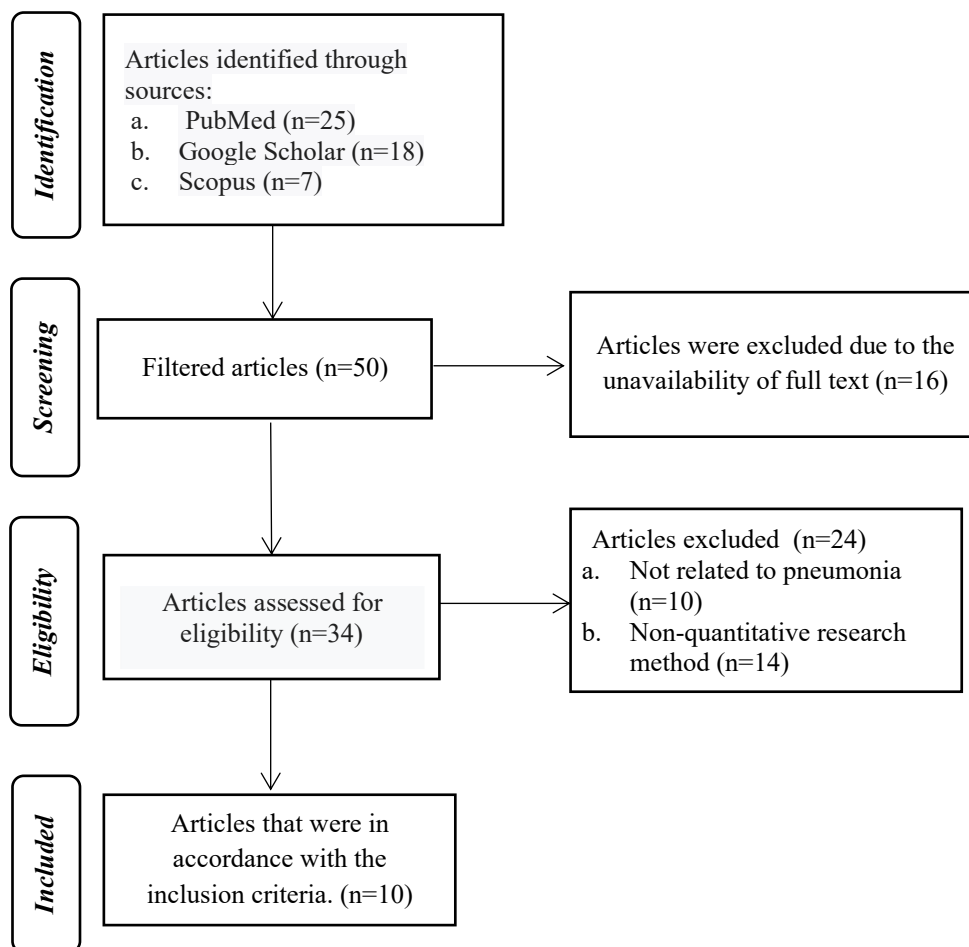 Identification
Articles identified through
sources:
a. PubMed (n=25)
b. Google Scholar (n=18)
c. Scopus (n=7)
Screening
Filtered articles (n=50)
Articles were excluded due to the
unavailability of full text (n=16)
Eligibility
Articles assessed for
eligibility (n=34)
Articles excluded (n=24)
a. Not related to pneumonia
(n=10)
b. Non-quantitative research
method (n=14)
Included
Articles that were in
accordance with the
inclusion criteria. (n=10)